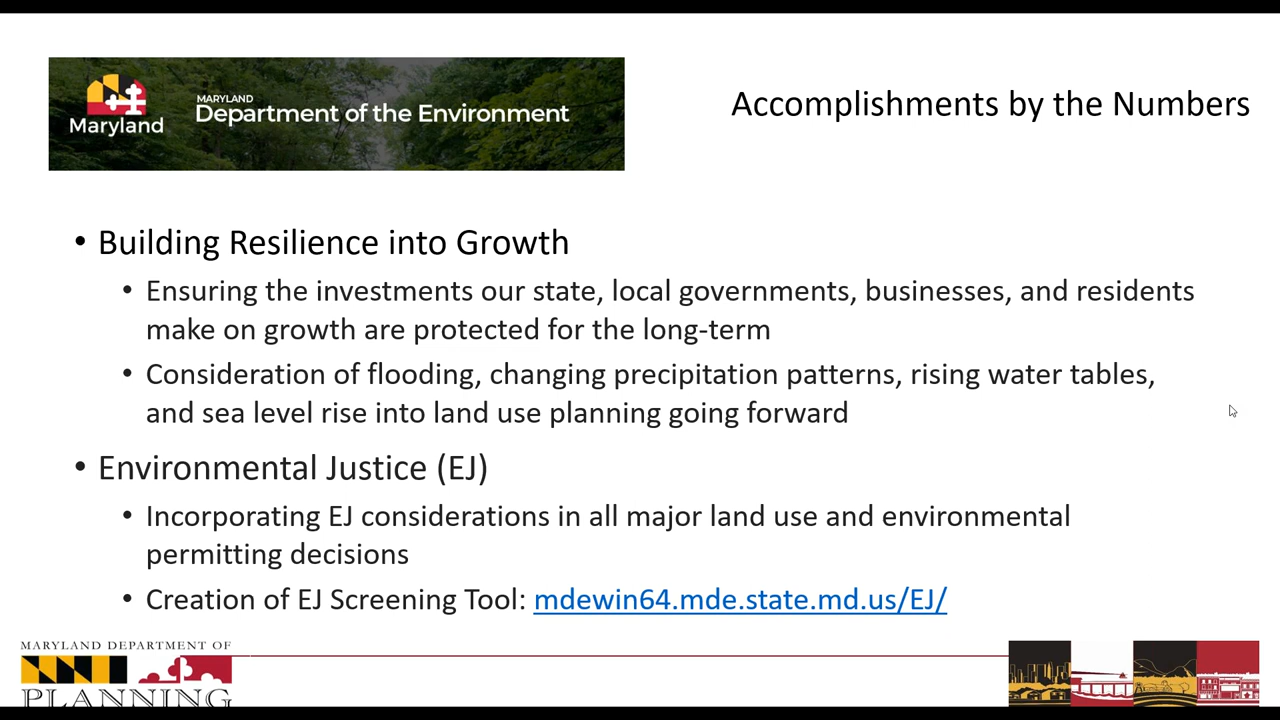 Maryland
MARYLAND
Department of the Environment
Accomplishments by the Numbers
• Building Resilience into Growth
• Ensuring the investments our state, local governments, businesses, and residents
make on growth are protected for the long-term
• Consideration of flooding, changing precipitation patterns, rising water tables,
and sea level rise into land use planning going forward
• Environmental Justice (EJ)
• Incorporating EJ considerations in all major land use and environmental
permitting decisions
• Creation of EJ Screening Tool: mdewin64.mde.state.md.us/EJ/
MARYLAND DEPARTMENT OF
PLANNING